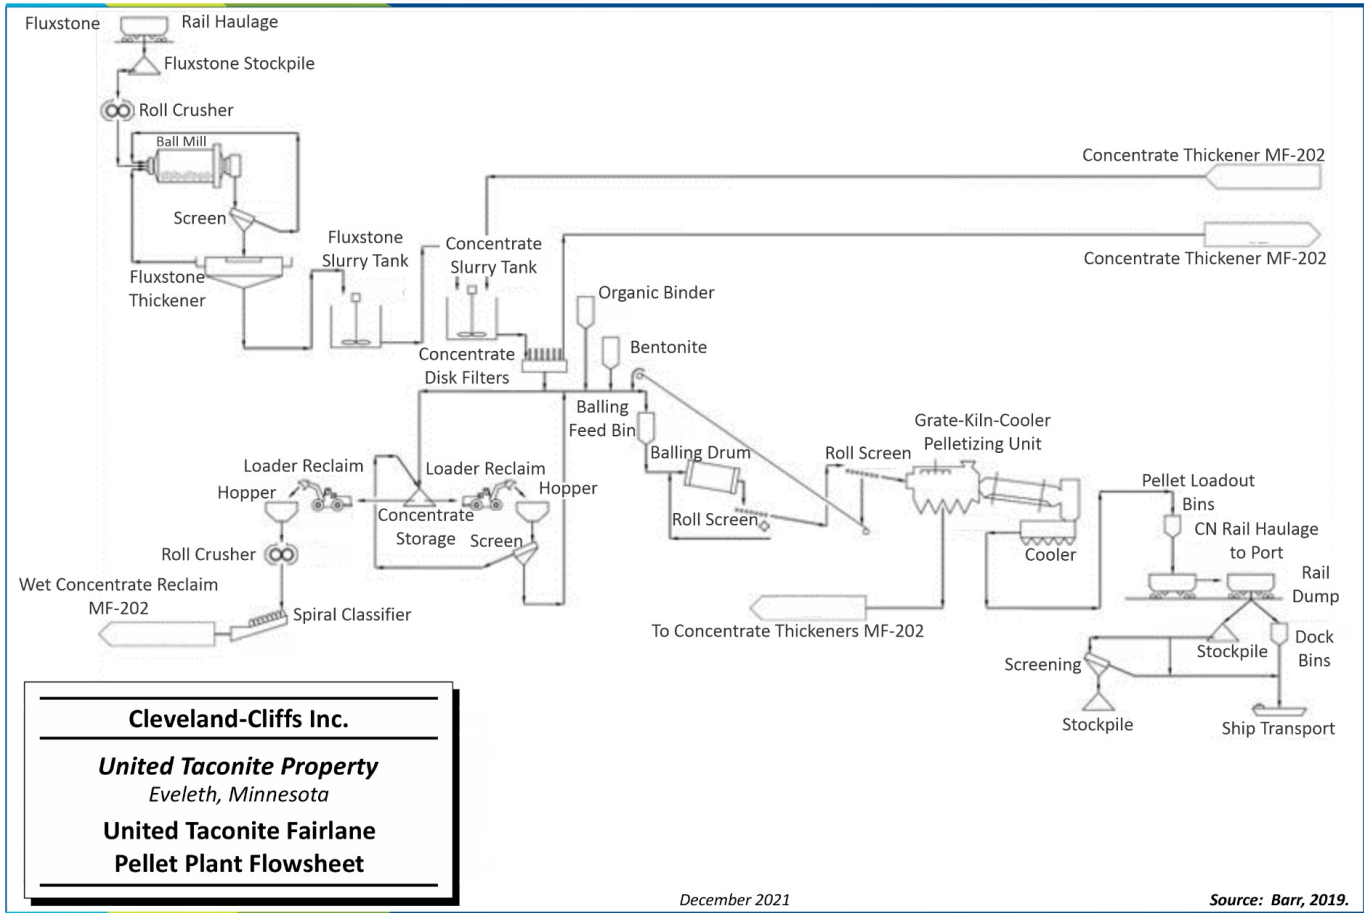 Fluxstone
Rail Haulage
Fluxstone Stockpile
Roll Crusher
Ball Mill
Screen
Fluxstone
Thickener
Fluxstone
Slurry Tank
Concentrate
Slurry Tank
Concentrate Thickener MF-202
Concentrate Thickener MF-202
Organic Binder
Bentonite
Concentrate
Disk Filters
Balling
Feed Bin
Balling Drum
Roll Screen
Roll Screen
Grate-Kiln-Cooler
Pelletizing Unit
Cooler
Pellet Loadout
Bins
CN Rail Haulage
to Port
Rail
Dump
Loader Reclaim
Hopper
Loader Reclaim
Hopper
Concentrate
Storage
Screen
Roll Crusher
Wet Concentrate Reclaim
MF-202
Spiral Classifier
To Concentrate Thickeners MF-202
Stockpile
Dock
Bins
Screening
Stockpile
Ship Transport
Cleveland-Cliffs Inc.
United Taconite Property
Eveleth, Minnesota
United Taconite Fairlane
Pellet Plant Flowsheet
December 2021
Source: Barr, 2019.